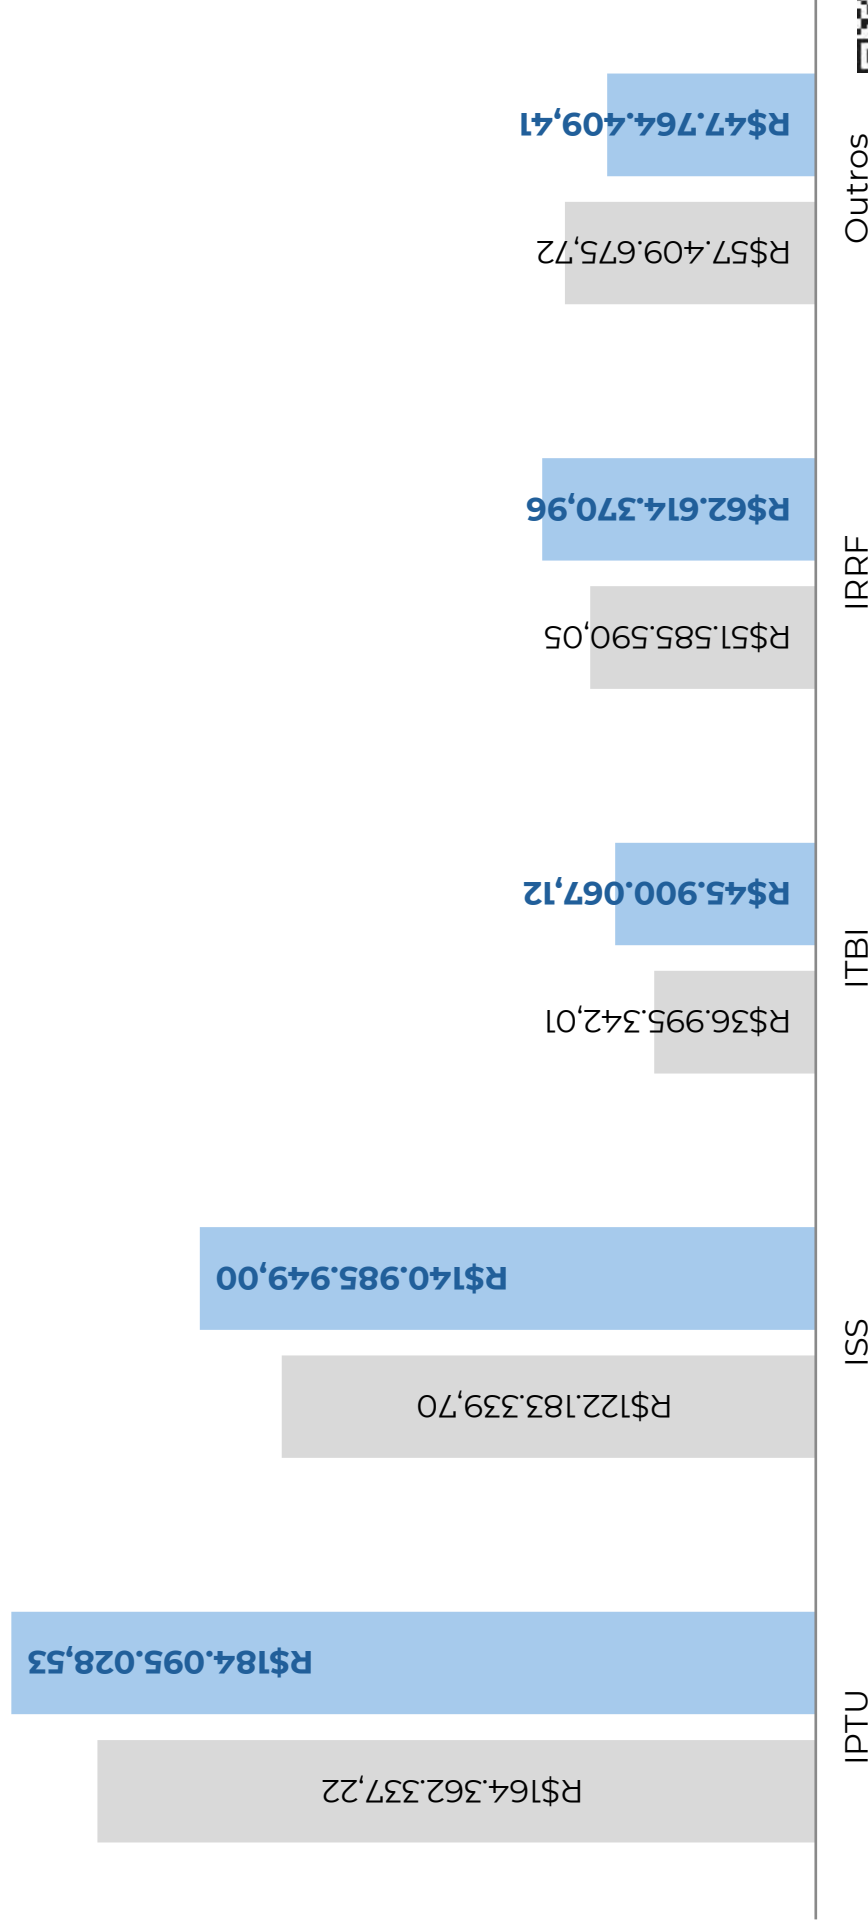 R$47.764.409,41
R$57.409.675,72
Outros
R$62.614.370,96
R$51.585.590,05
IRRF
R$45.900.067,12
R$36.995.342,01
ITBI
R$140.985.949,00
R$122.183.339,70
ISS
R$184.095.028,53
R$164.362.337,22
IPTU